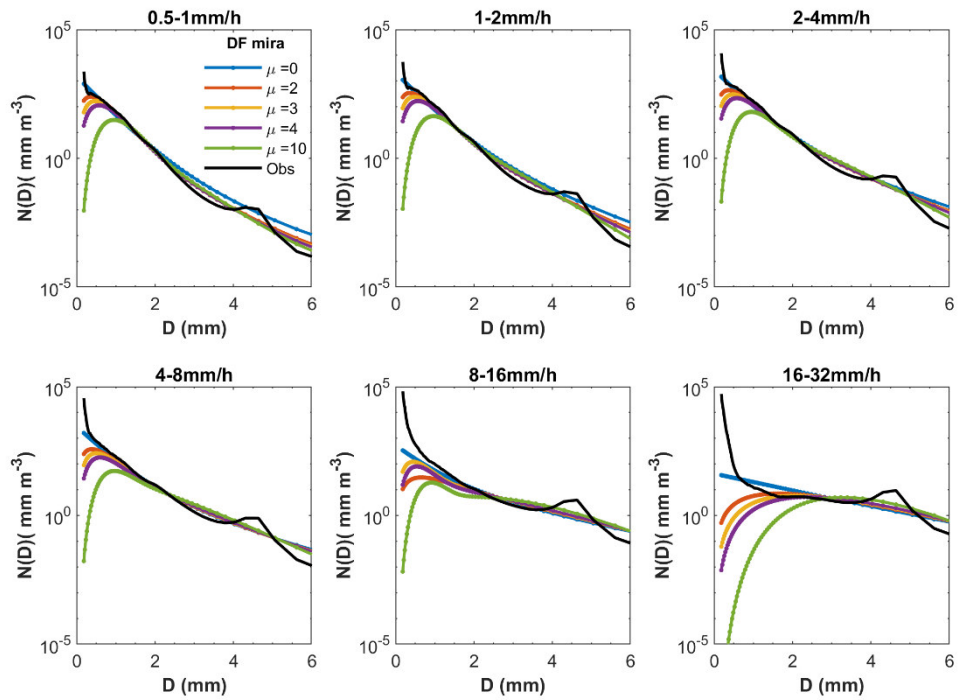 0.5-1mm/h
1-2mm/h
2-4mm/h
10^5
10^0
10^-5
N(D)( mm m^-3)
0
2
4
6
D (mm)
DF mira
μ =0
μ =2
μ =3
μ =4
μ =10
Obs
10^5
10^0
10^-5
N(D)( mm m^-3)
0
2
4
6
D (mm)
10^5
10^0
10^-5
N(D)( mm m^-3)
0
2
4
6
D (mm)
4-8mm/h
8-16mm/h
16-32mm/h
10^5
10^0
10^-5
N(D)( mm m^-3)
0
2
4
6
D (mm)
10^5
10^0
10^-5
N(D)( mm m^-3)
0
2
4
6
D (mm)
10^5
10^0
10^-5
N(D)( mm m^-3)
0
2
4
6
D (mm)